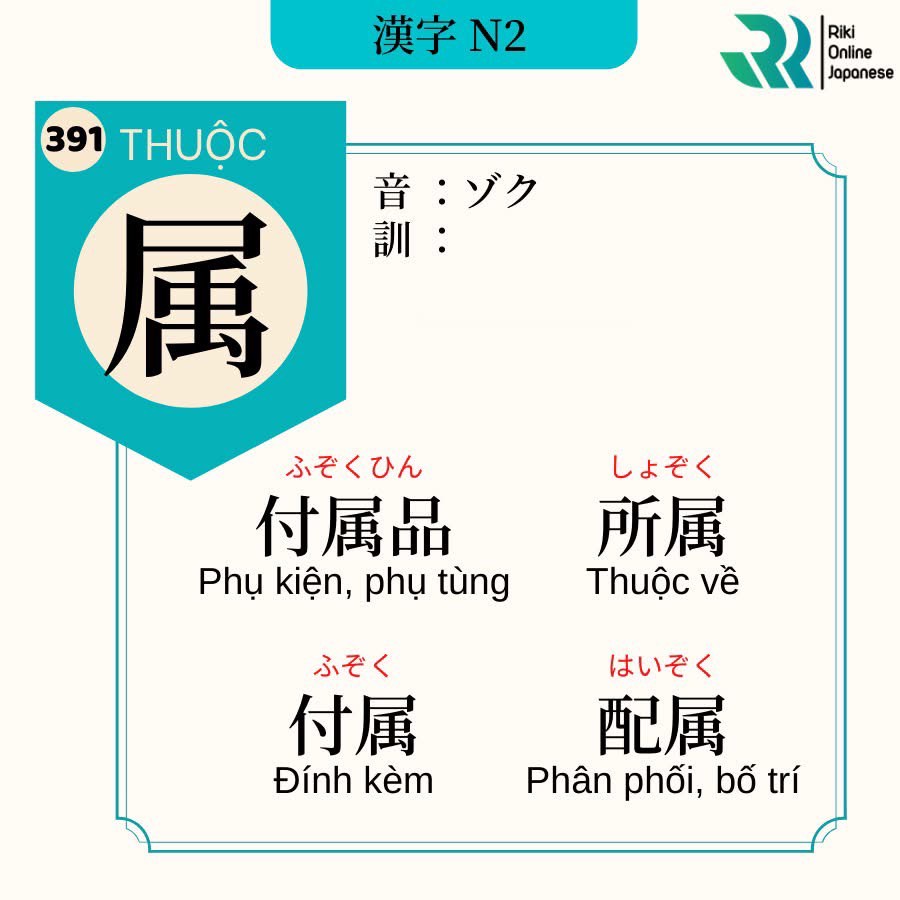 漢字 N2
Riki
Online
Japanese
391 THUỘC
属
音 ：ゾク
訓 ：
ふぞくひん
付属品
Phụ kiện, phụ tùng
しょぞく
所属
Thuộc về
ふぞく
付属
Đính kèm
はいぞく
配属
Phân phối, bố trí